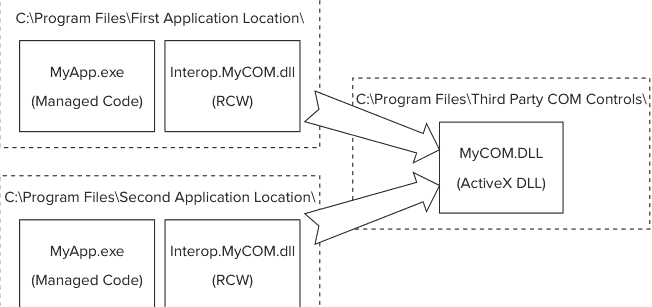 C:\Program Files\First Application Location\
MyApp.exe
(Managed Code)
Interop.MyCOM.dll
(RCW)
C:\Program Files\Third Party COM Controls\
MyCOM.DLL
(ActiveX DLL)
C:\Program Files\Second Application Location\
MyApp.exe
(Managed Code)
Interop.MyCOM.dll
(RCW)